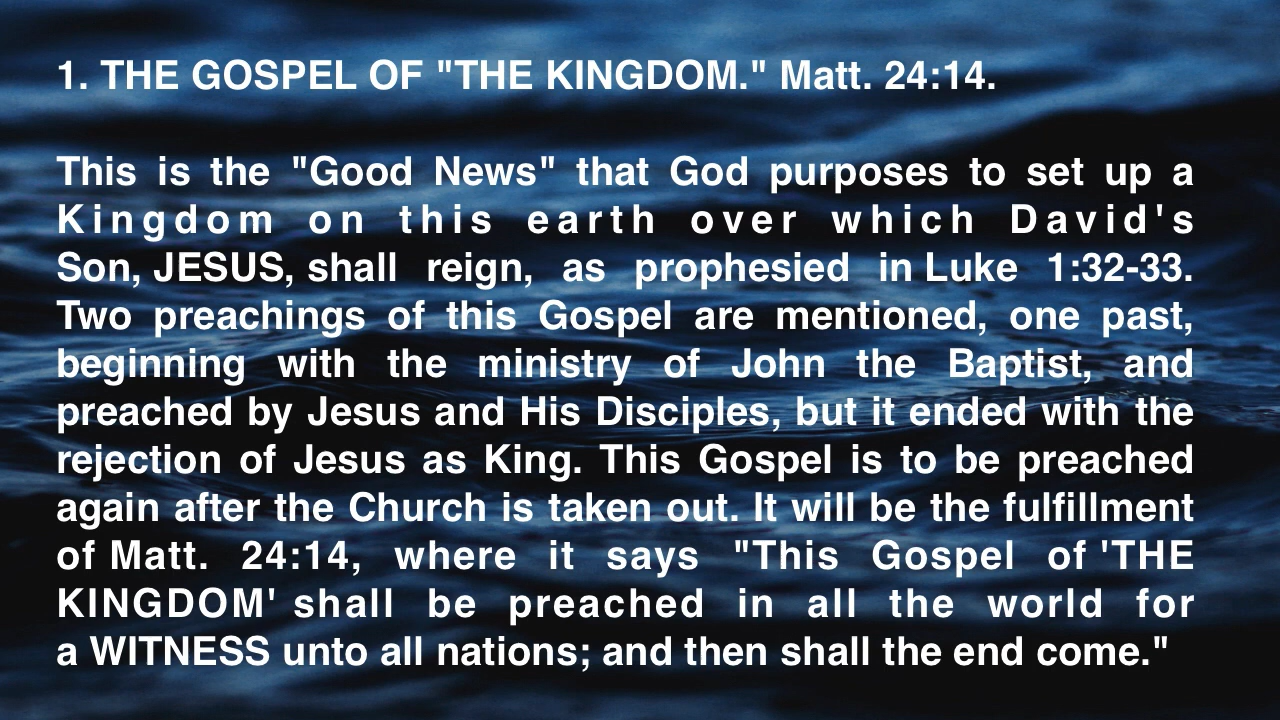 1. THE GOSPEL OF "THE KINGDOM." Matt. 24:14.
This is the "Good News" that God purposes to set up a
Kingdom on this earth over which David's
Son, JESUS, shall reign, as prophesied in Luke 1:32-33.
Two preachings of this Gospel are mentioned, one past,
beginning with the ministry of John the Baptist, and
preached by Jesus and His Disciples, but it ended with the
rejection of Jesus as King. This Gospel is to be preached
again after the Church is taken out. It will be the fulfillment
of Matt. 24:14, where it says "This Gospel of 'THE
KINGDOM' shall be preached in all the world for
a WITNESS unto all nations; and then shall the end come."